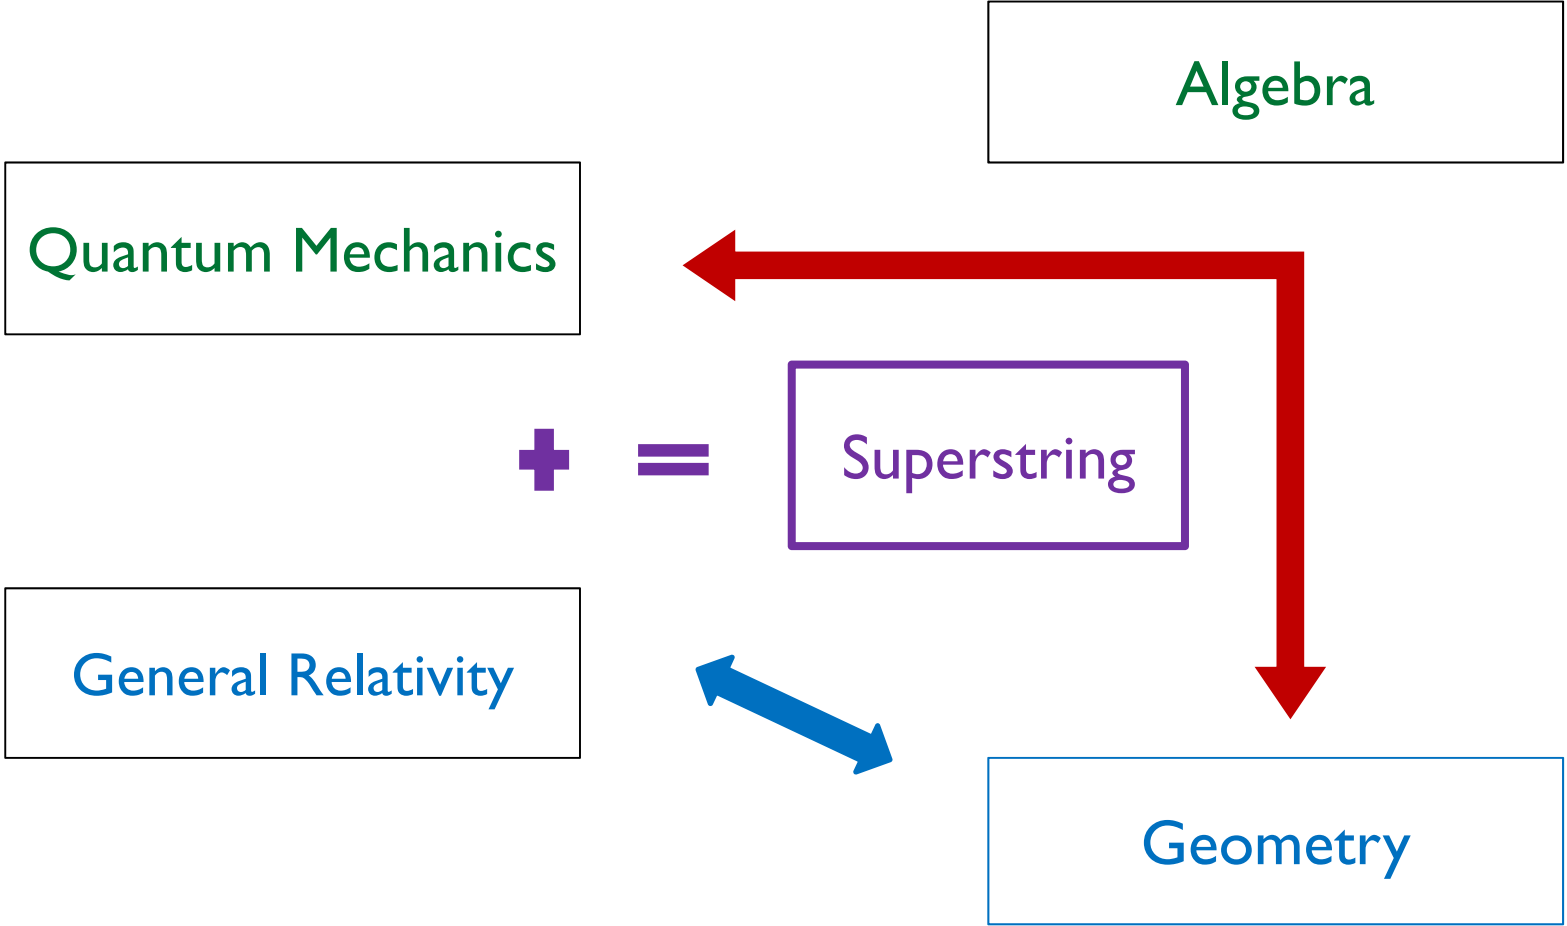 Algebra
Quantum Mechanics
+ = Superstring
General Relativity
Geometry